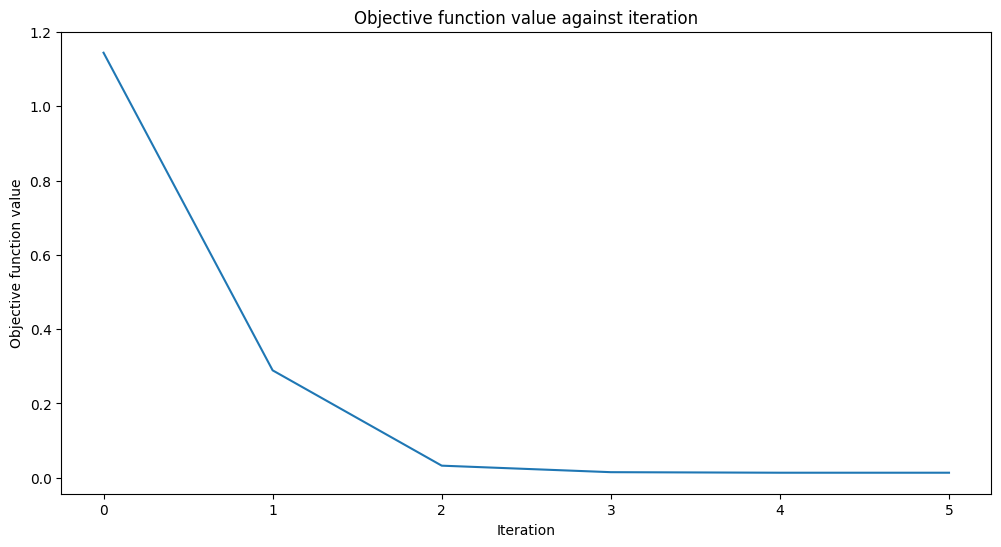 Objective function value against iteration
Objective function value
1.2
1.0
0.8
0.6
0.4
0.2
0.0
0 1 2 3 4 5
Iteration